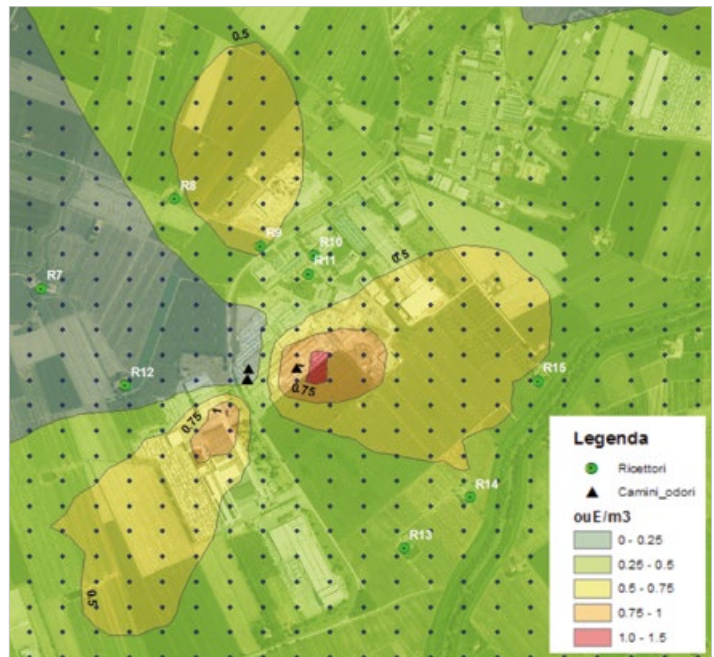 0.5
R8
R9
R10
R11
0.5
R7
R12
R15
0.75
0.75
1
R14
R13
0.5
Legenda
Ricettori
Camini_odori
ouE/m3
0 - 0.25
0.25 - 0.5
0.5 - 0.75
0.75 - 1
1.0 - 1.5